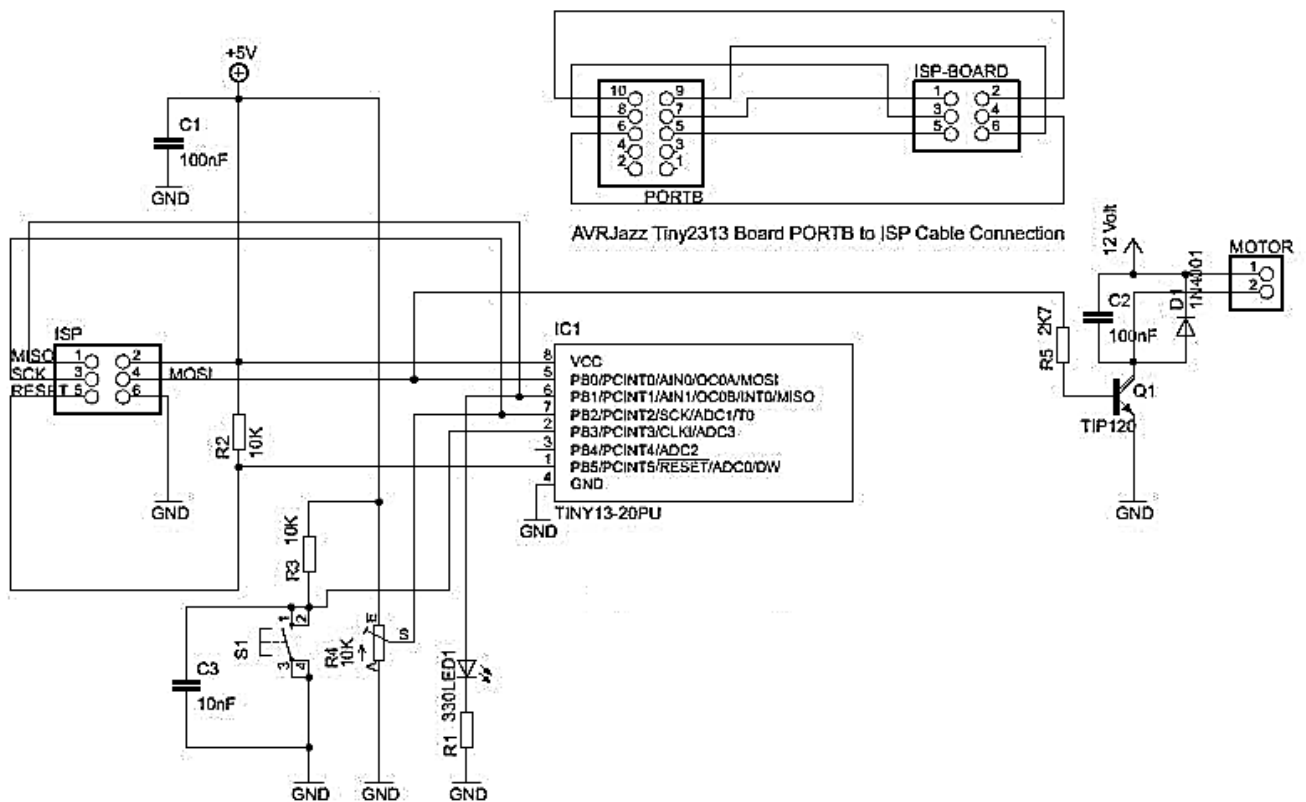 +5V
C1
100nF
GND
ISP-BOARD
10 9
8 7
6 5
4 3
2 1
1 2
3 4
5 6
PORTB
AVRJazz Tiny2313 Board PORTB to ISP Cable Connection
12 Volt
MOTOR
1
2
D1
1N4001
C2
100nF
R5 2K7
Q1
TIP120
GND
ISP
MISO 1 2
SCK 3 4 MOSI
RESET 5 6
GND
R2
10K
IC1
8 VCC
5 PB0/PCINT0/AIN0/OC0A/MOSI
6 PB1/PCINT1/AIN1/OC0B/INT0/MISO
7 PB2/PCINT2/SCK/ADC1/T0
2 PB3/PCINT3/CLKI/ADC3
3 PB4/PCINT4/ADC2
1 PB5/PCINT5/RESET/ADC0/DW
4 GND
TINY13-20PU
GND
R3 10K
S1
1 2
3 4
C3
10nF
R4
10K
E
S
A
LED1
R1 330
GND
GND
GND